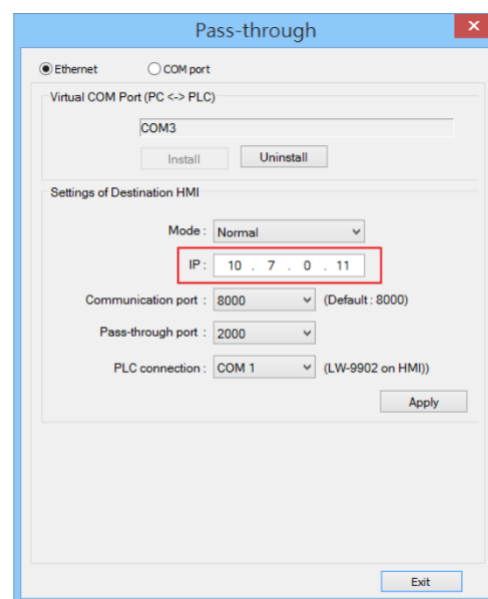 Pass-through
Ethernet COM port
Virtual COM Port (PC <-> PLC)
COM3
Install Uninstall
Settings of Destination HMI
Mode : Normal
IP : 10 . 7 . 0 . 11
Communication port : 8000 (Default : 8000)
Pass-through port : 2000
PLC connection : COM 1 (LW-9902 on HMI))
Apply
Exit